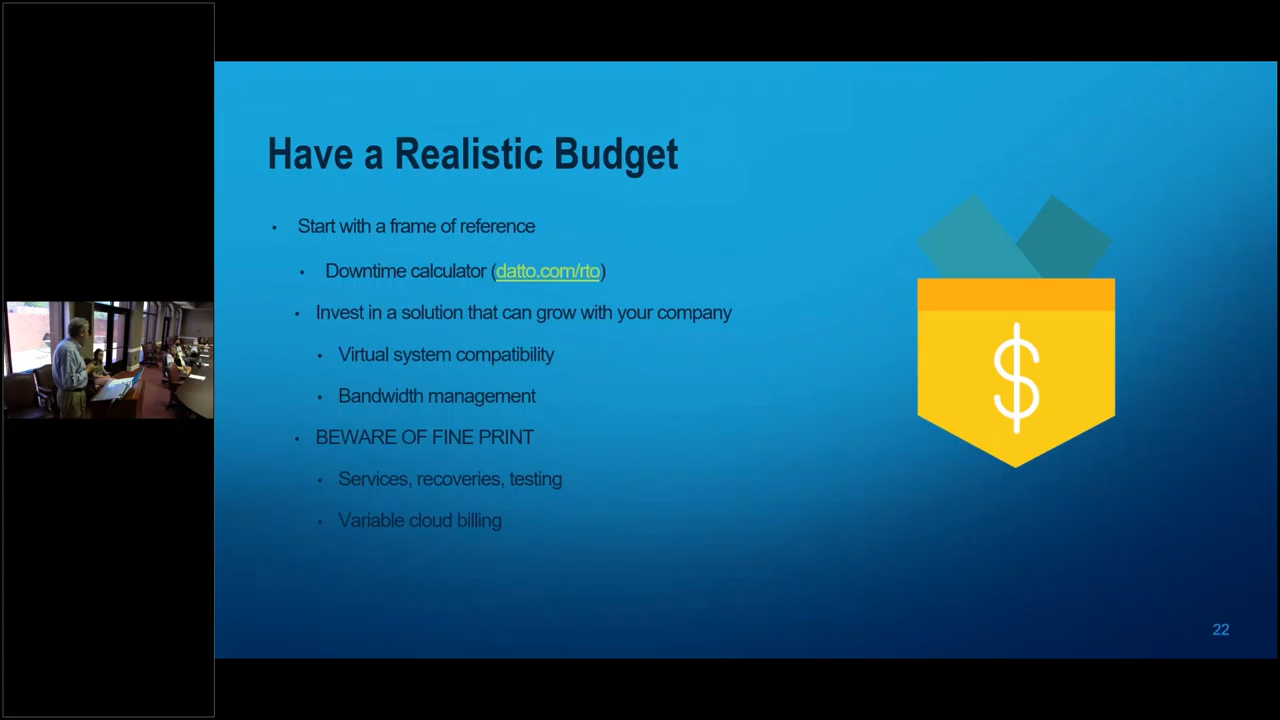 Have a Realistic Budget
• Start with a frame of reference
• Downtime calculator (datto.com/rto)
• Invest in a solution that can grow with your company
• Virtual system compatibility
• Bandwidth management
• BEWARE OF FINE PRINT
• Services, recoveries, testing
• Variable cloud billing
$
22